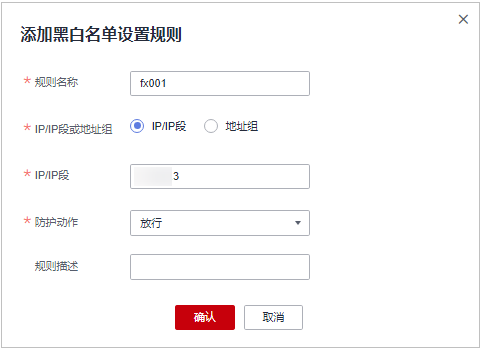 添加黑白名单设置规则
* 规则名称 fx001
* IP/IP段或地址组 IP/IP段 地址组
* IP/IP段 3
* 防护动作 放行
规则描述
确认 取消